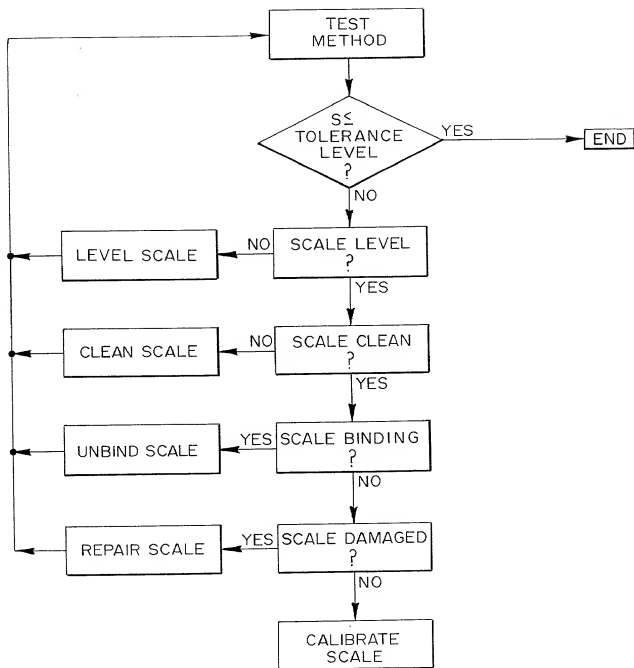 TEST
METHOD
S≤
TOLERANCE
LEVEL
?
YES
END
NO
SCALE LEVEL
?
NO
LEVEL SCALE
YES
SCALE CLEAN
?
NO
CLEAN SCALE
YES
SCALE BINDING
?
YES
UNBIND SCALE
NO
SCALE DAMAGED
?
YES
REPAIR SCALE
NO
CALIBRATE
SCALE